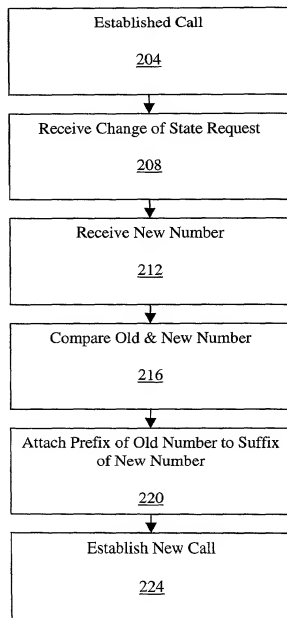 Established Call
204
Receive Change of State Request
208
Receive New Number
212
Compare Old & New Number
216
Attach Prefix of Old Number to Suffix
of New Number
220
Establish New Call
224